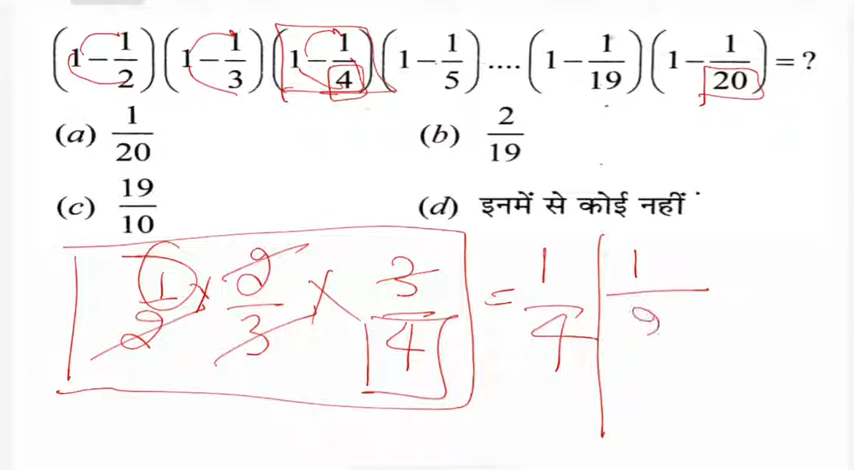 (1 − 1/2)(1 − 1/3)(1 − 1/4)(1 − 1/5)....(1 − 1/19)(1 − 1/20) = ?
(a) 1/20 (b) 2/19
(c) 19/10 (d) इनमें से कोई नहीं
1/2 × 2/3 × 3/4 = 1/4 | 1/9